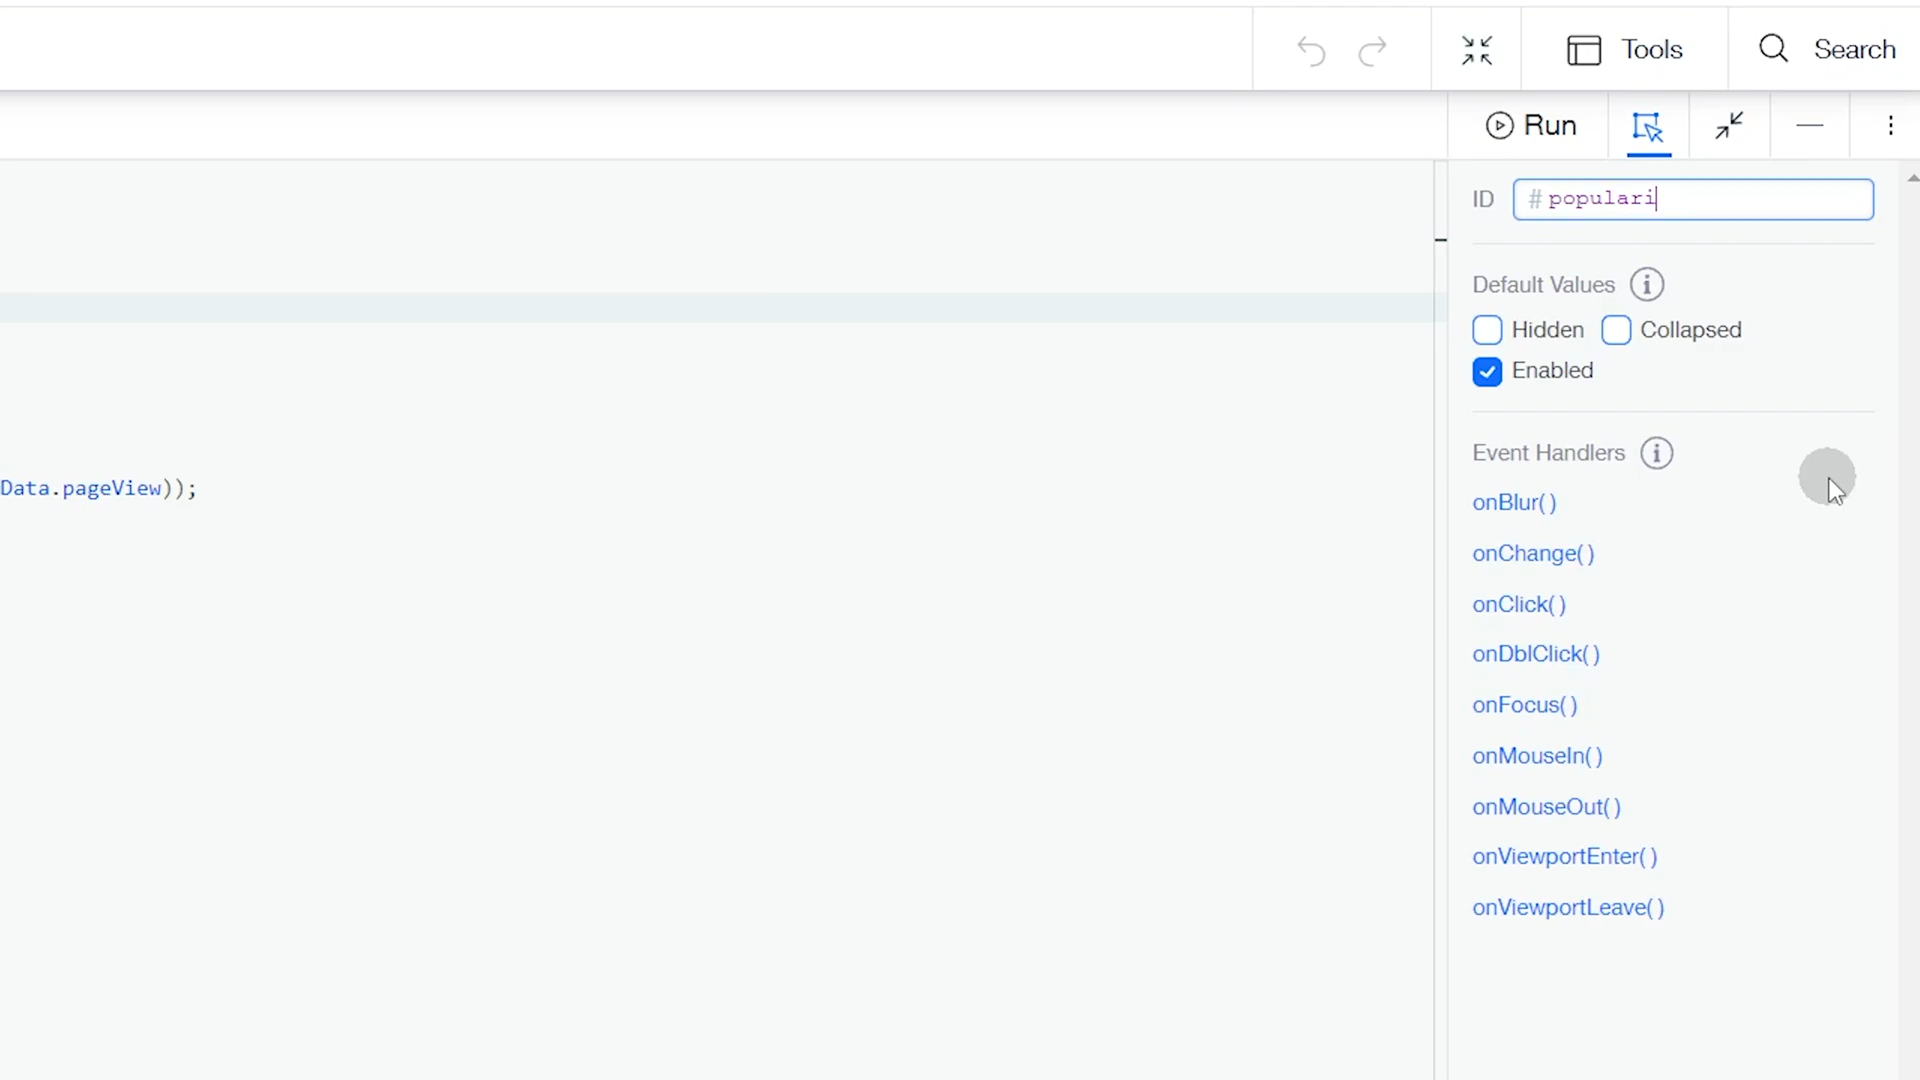 Tools
Search
Run
ID # populari
Default Values
Hidden Collapsed
Enabled
Event Handlers
onBlur()
onChange()
Data.pageView));
onClick()
onDblClick()
onFocus()
onMouseIn()
onMouseOut()
onViewportEnter()
onViewportLeave()